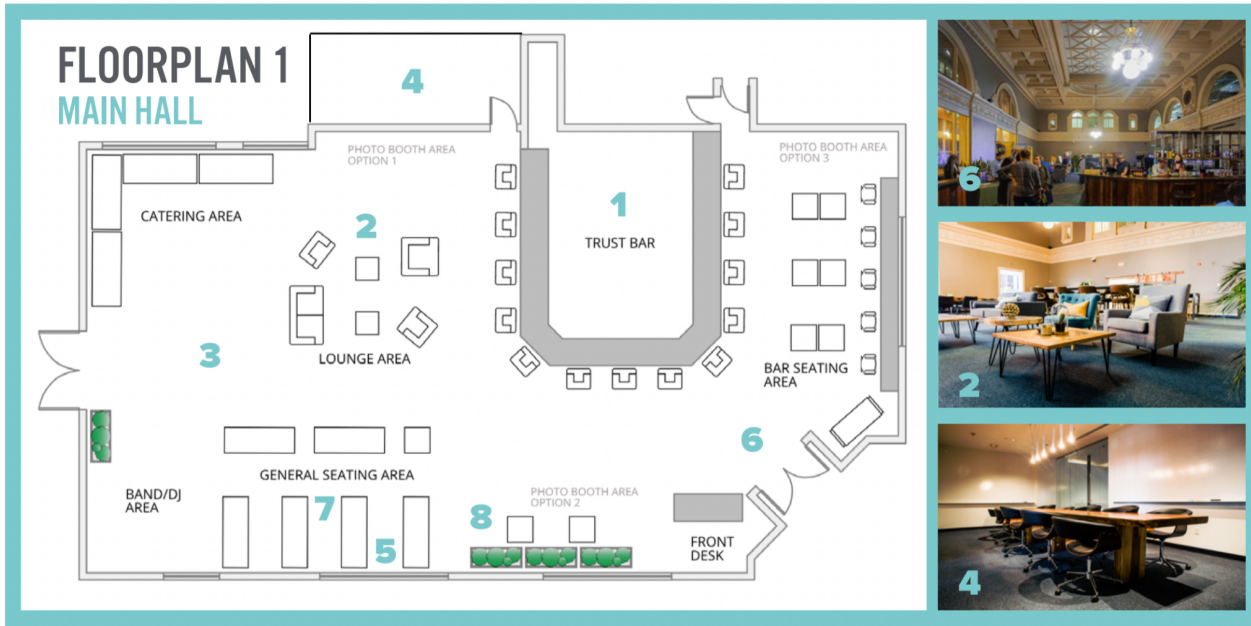 FLOORPLAN 1
MAIN HALL
4
PHOTO BOOTH AREA
OPTION 1
PHOTO BOOTH AREA
OPTION 3
CATERING AREA
2
1
TRUST BAR
3
LOUNGE AREA
BAR SEATING
AREA
6
GENERAL SEATING AREA
BAND/DJ
AREA
7
PHOTO BOOTH AREA
OPTION 2
8
5
FRONT
DESK
6
2
4